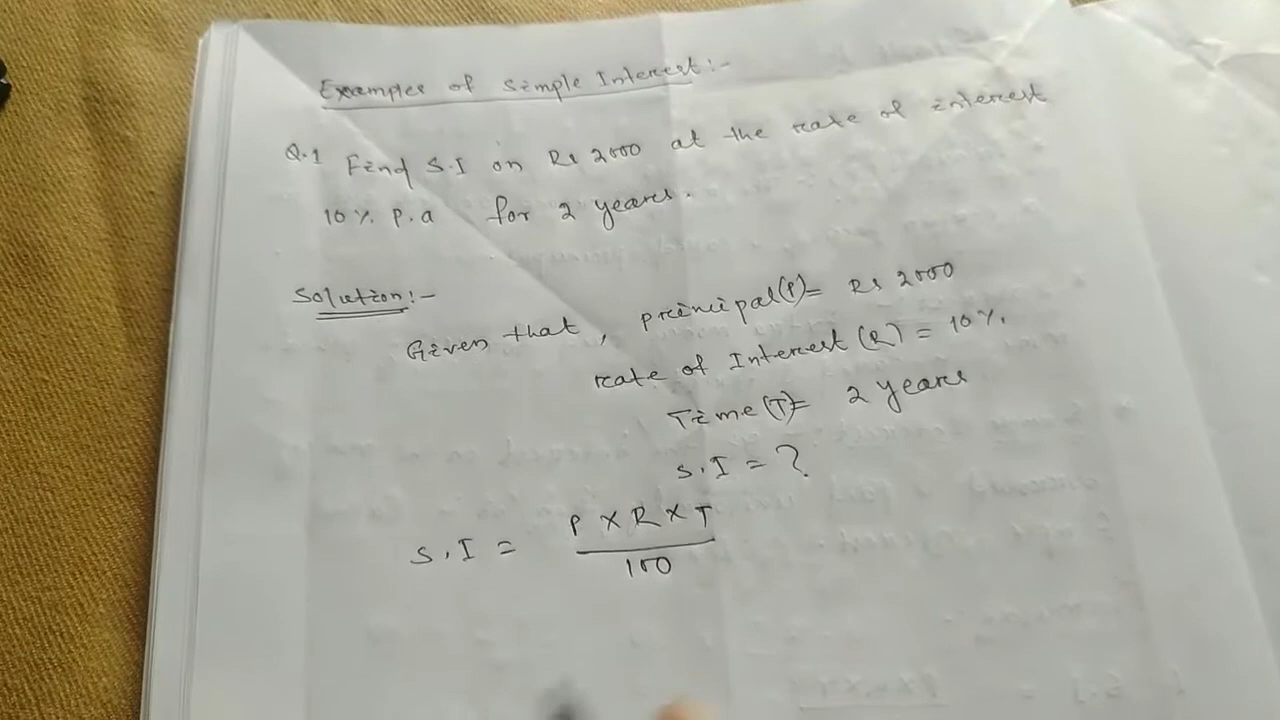 Examples of Simple Interest:-
Q.1 Find S.I on Rs 2000 at the rate of interest
10% p.a for 2 years.
Solution:-
Given that, principal(P)= Rs 2000
rate of Interest (R) = 10%.
Time(T)= 2 years
S.I = ?
S.I = P X R X T
100